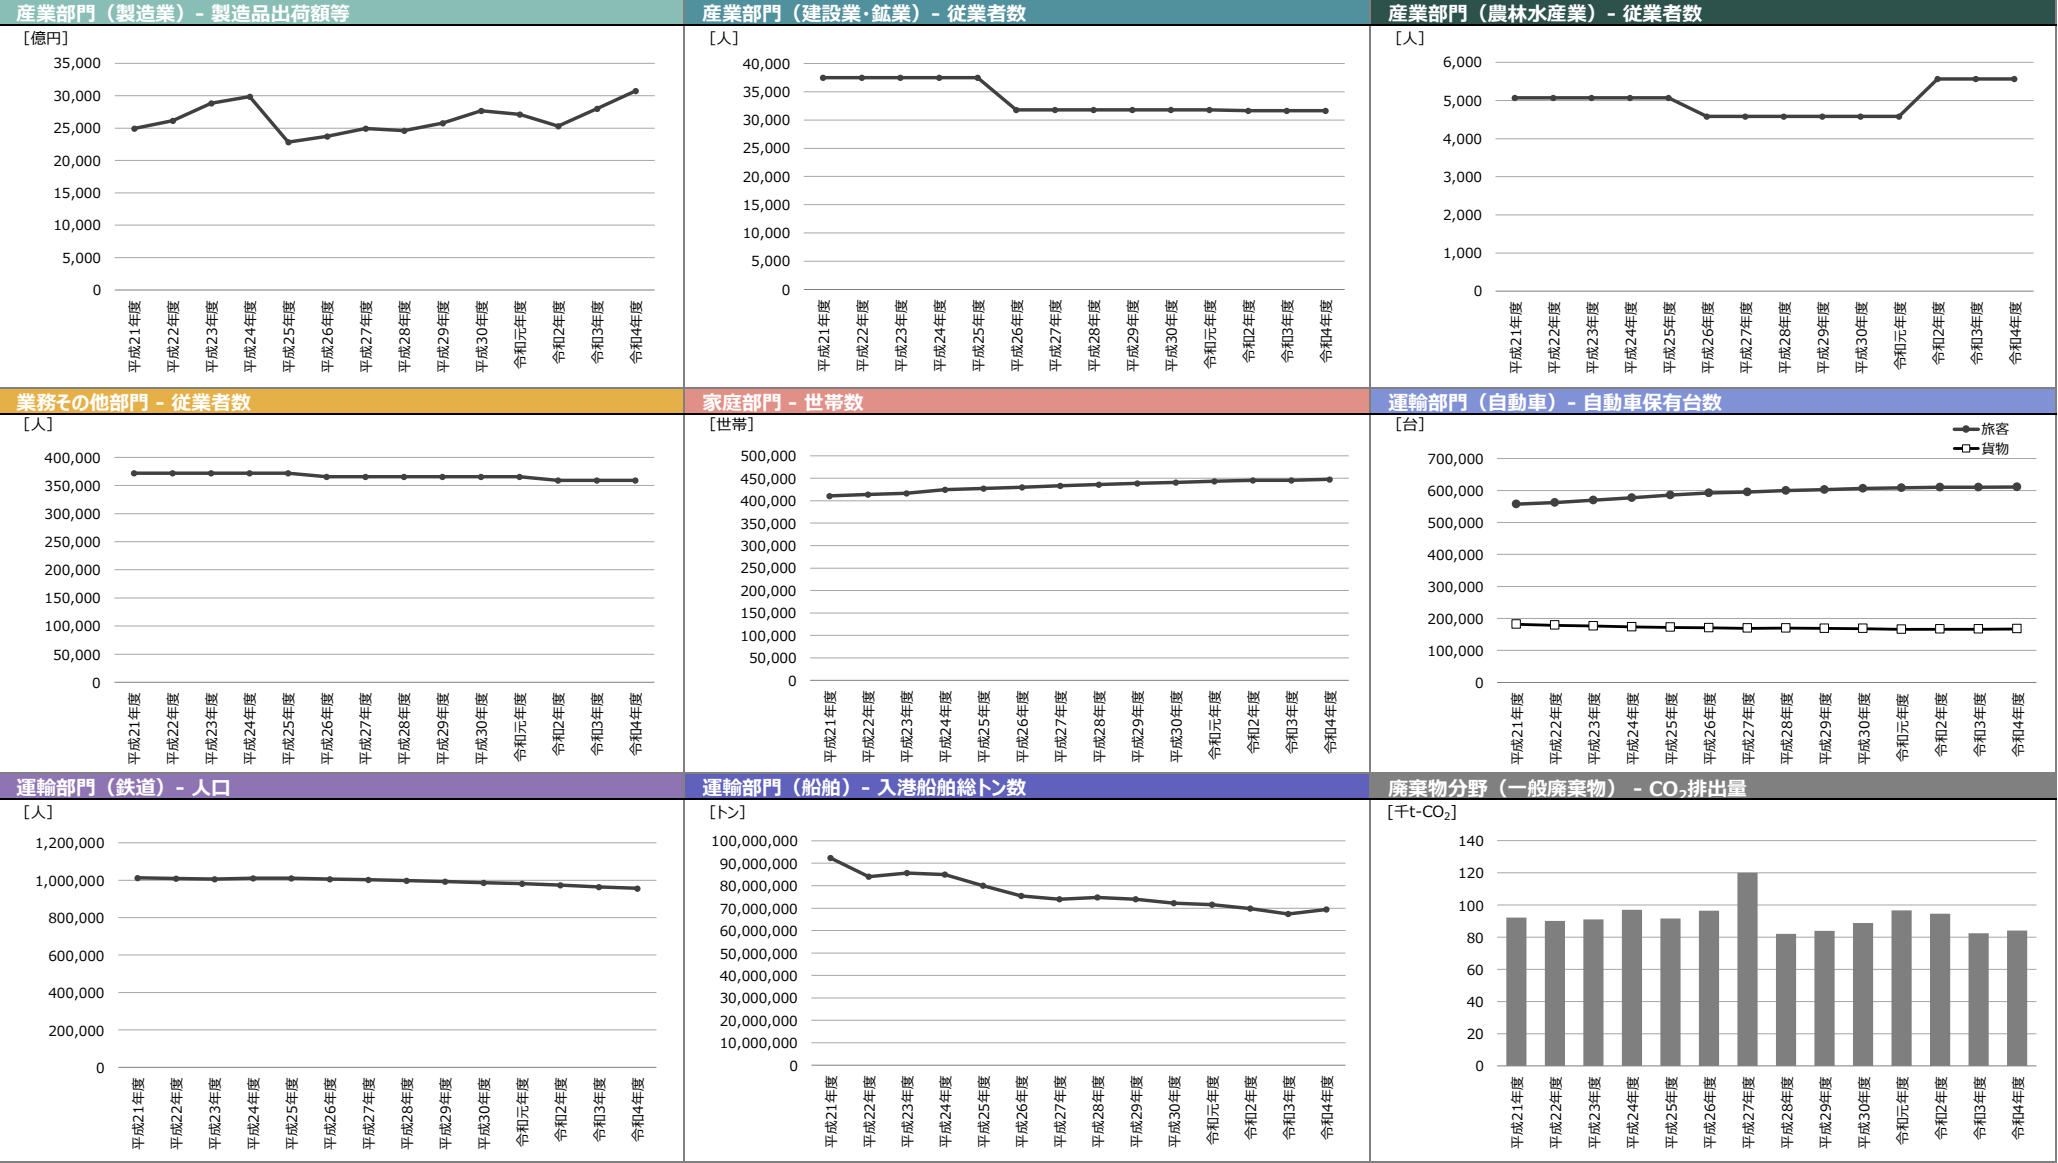 産業部門（製造業）- 製造品出荷額等
[億円]
35,000
30,000
25,000
20,000
15,000
10,000
5,000
0
平成21年度
平成22年度
平成23年度
平成24年度
平成25年度
平成26年度
平成27年度
平成28年度
平成29年度
平成30年度
令和元年度
令和2年度
令和3年度
令和4年度
産業部門（建設業･鉱業）- 従業者数
[人]
40,000
35,000
30,000
25,000
20,000
15,000
10,000
5,000
0
平成21年度
平成22年度
平成23年度
平成24年度
平成25年度
平成26年度
平成27年度
平成28年度
平成29年度
平成30年度
令和元年度
令和2年度
令和3年度
令和4年度
産業部門（農林水産業）- 従業者数
[人]
6,000
5,000
4,000
3,000
2,000
1,000
0
平成21年度
平成22年度
平成23年度
平成24年度
平成25年度
平成26年度
平成27年度
平成28年度
平成29年度
平成30年度
令和元年度
令和2年度
令和3年度
令和4年度
業務その他部門 - 従業者数
[人]
400,000
350,000
300,000
250,000
200,000
150,000
100,000
50,000
0
平成21年度
平成22年度
平成23年度
平成24年度
平成25年度
平成26年度
平成27年度
平成28年度
平成29年度
平成30年度
令和元年度
令和2年度
令和3年度
令和4年度
家庭部門 - 世帯数
[世帯]
500,000
450,000
400,000
350,000
300,000
250,000
200,000
150,000
100,000
50,000
0
平成21年度
平成22年度
平成23年度
平成24年度
平成25年度
平成26年度
平成27年度
平成28年度
平成29年度
平成30年度
令和元年度
令和2年度
令和3年度
令和4年度
運輸部門（自動車）- 自動車保有台数
[台]
旅客
貨物
700,000
600,000
500,000
400,000
300,000
200,000
100,000
0
平成21年度
平成22年度
平成23年度
平成24年度
平成25年度
平成26年度
平成27年度
平成28年度
平成29年度
平成30年度
令和元年度
令和2年度
令和3年度
令和4年度
運輸部門（鉄道）- 人口
[人]
1,200,000
1,000,000
800,000
600,000
400,000
200,000
0
平成21年度
平成22年度
平成23年度
平成24年度
平成25年度
平成26年度
平成27年度
平成28年度
平成29年度
平成30年度
令和元年度
令和2年度
令和3年度
令和4年度
運輸部門（船舶）- 入港船舶総トン数
[トン]
100,000,000
90,000,000
80,000,000
70,000,000
60,000,000
50,000,000
40,000,000
30,000,000
20,000,000
10,000,000
0
平成21年度
平成22年度
平成23年度
平成24年度
平成25年度
平成26年度
平成27年度
平成28年度
平成29年度
平成30年度
令和元年度
令和2年度
令和3年度
令和4年度
廃棄物分野（一般廃棄物） - CO₂排出量
[千t-CO₂]
140
120
100
80
60
40
20
0
平成21年度
平成22年度
平成23年度
平成24年度
平成25年度
平成26年度
平成27年度
平成28年度
平成29年度
平成30年度
令和元年度
令和2年度
令和3年度
令和4年度